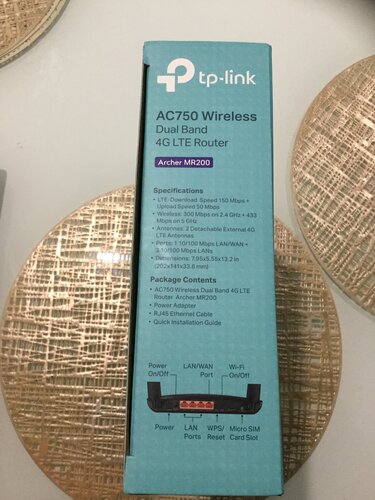 tp-link
AC750 Wireless
Dual Band
4G LTE Router
Archer MR200
Specifications
• LTE: Download Speed 150 Mbps +
Upload Speed 50 Mbps
• Wireless: 300 Mbps on 2.4 GHz + 433
Mbps on 5 GHz
• Antennas: 2 Detachable External 4G
LTE Antennas
• Ports: 1 10/100 Mbps LAN/WAN +
3 10/100 Mbps LANs
• Dimensions: 7.95x5.55x13.2 in
(202x141x33.6 mm)
Package Contents
• AC750 Wireless Dual Band 4G LTE
Router Archer MR200
• Power Adapter
• RJ45 Ethernet Cable
• Quick Installation Guide
Power On/Off LAN/WAN Port Wi-Fi On/Off
Power LAN Ports WPS/ Reset Micro SIM Card Slot